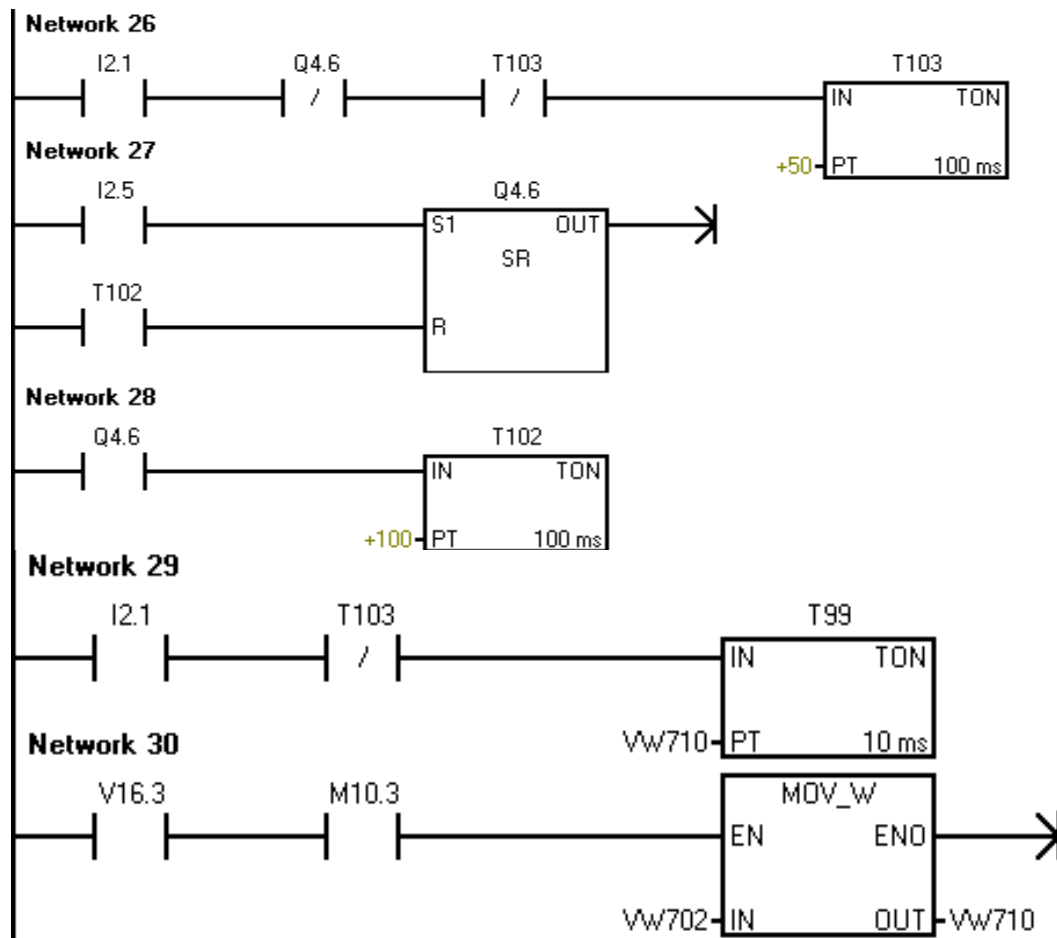 Network 26
I2.1 Q4.6 T103 T103
/ / IN TON
+50 PT 100 ms
Network 27
I2.5 Q4.6
S1 OUT
SR
T102
R
Network 28
Q4.6 T102
IN TON
+100 PT 100 ms
Network 29
I2.1 T103 T99
/ IN TON
VW710 PT 10 ms
Network 30
V16.3 M10.3 MOV_W
EN ENO
VW702 IN OUT VW710